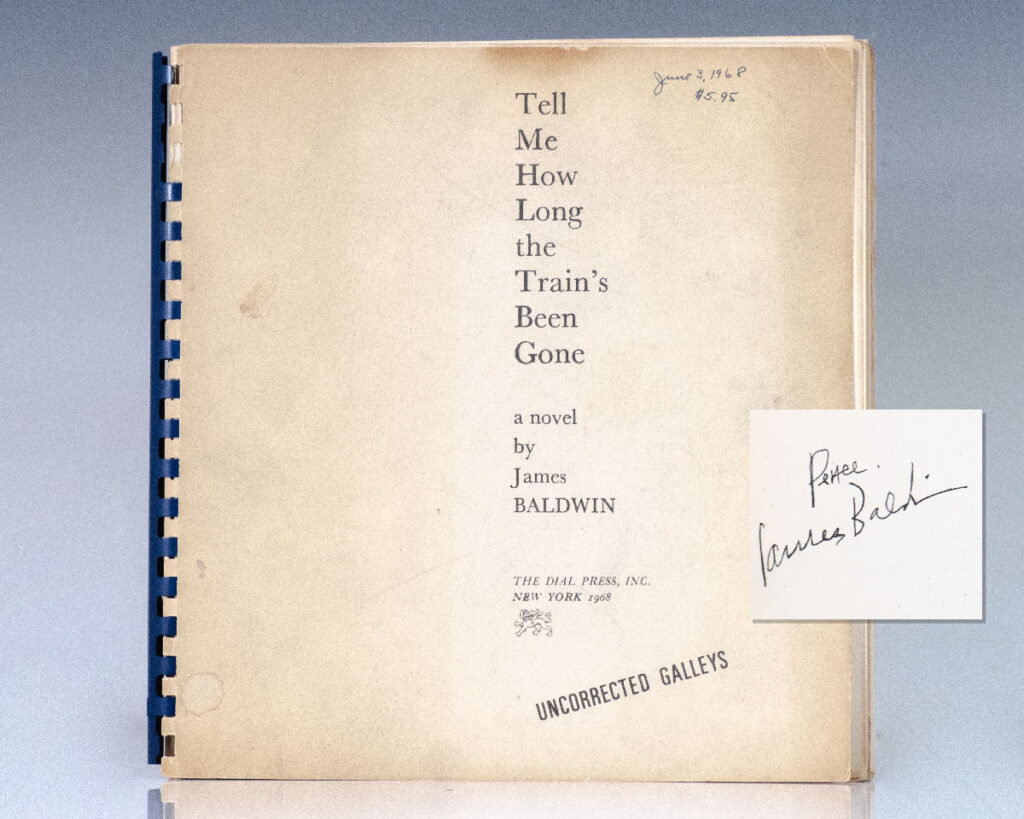 June 3, 1968
$5.95
Tell
Me
How
Long
the
Train's
Been
Gone
a novel
by
James
BALDWIN
THE DIAL PRESS, INC.
NEW YORK 1968
UNCORRECTED GALLEYS
Peace.
James Baldwin